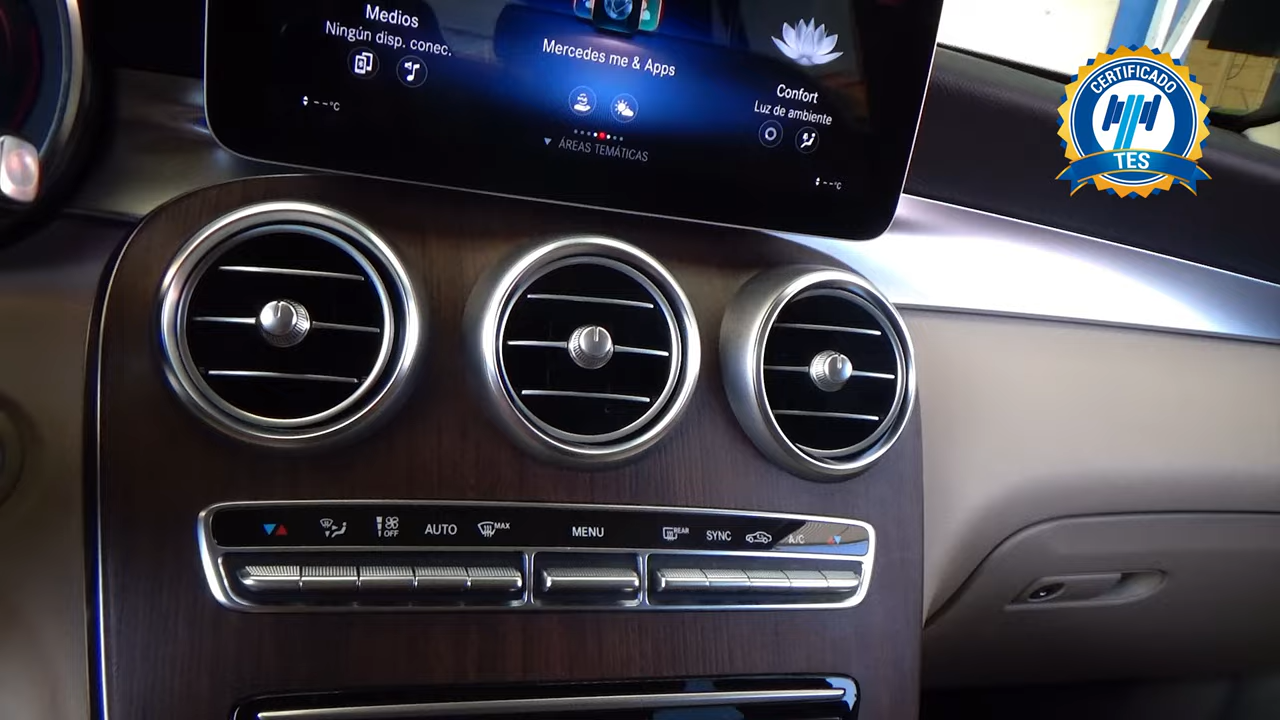 Medios
Ningún disp. conec.
Mercedes me & Apps
Confort
Luz de ambiente
--°C
ÁREAS TEMÁTICAS
--°C
CERTIFICADO
TES
OFF
AUTO
MAX
MENU
REAR
SYNC
A/C